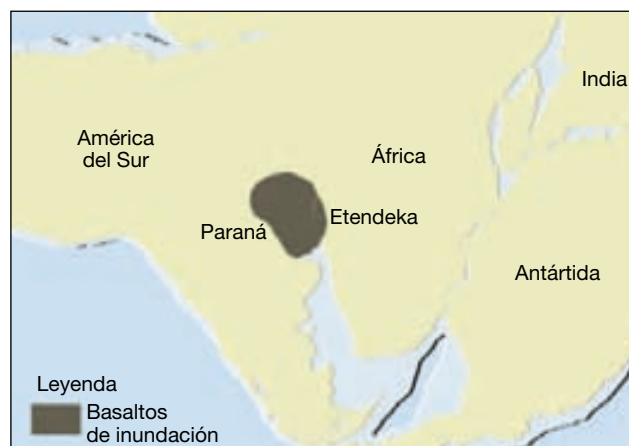 India
América
del Sur
África
Paraná
Etendeka
Antártida
Leyenda
Basaltos
de inundación